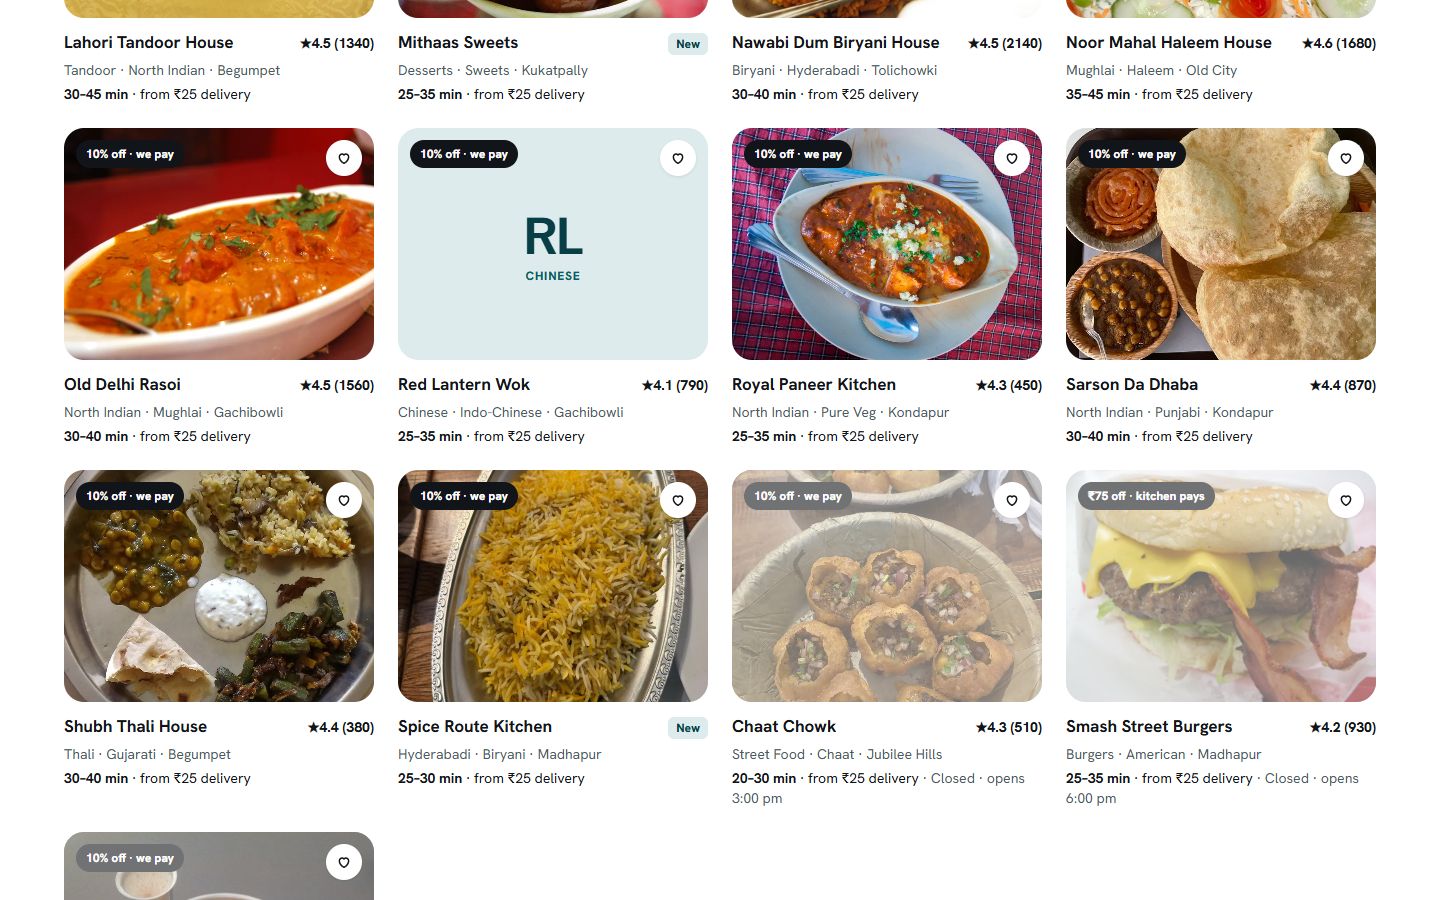 Lahori Tandoor House ★4.5 (1340)
Tandoor · North Indian · Begumpet
30–45 min · from ₹25 delivery
Mithaas Sweets New
Desserts · Sweets · Kukatpally
25–35 min · from ₹25 delivery
Nawabi Dum Biryani House ★4.5 (2140)
Biryani · Hyderabadi · Tolichowki
30–40 min · from ₹25 delivery
Noor Mahal Haleem House ★4.6 (1680)
Mughlai · Haleem · Old City
35–45 min · from ₹25 delivery
10% off · we pay
Old Delhi Rasoi ★4.5 (1560)
North Indian · Mughlai · Gachibowli
30–40 min · from ₹25 delivery
10% off · we pay
RL
CHINESE
Red Lantern Wok ★4.1 (790)
Chinese · Indo-Chinese · Gachibowli
25–35 min · from ₹25 delivery
10% off · we pay
Royal Paneer Kitchen ★4.3 (450)
North Indian · Pure Veg · Kondapur
25–35 min · from ₹25 delivery
10% off · we pay
Sarson Da Dhaba ★4.4 (870)
North Indian · Punjabi · Kondapur
30–40 min · from ₹25 delivery
10% off · we pay
Shubh Thali House ★4.4 (380)
Thali · Gujarati · Begumpet
30–40 min · from ₹25 delivery
10% off · we pay
Spice Route Kitchen New
Hyderabadi · Biryani · Madhapur
25–30 min · from ₹25 delivery
10% off · we pay
Chaat Chowk ★4.3 (510)
Street Food · Chaat · Jubilee Hills
20–30 min · from ₹25 delivery · Closed · opens
3:00 pm
₹75 off · kitchen pays
Smash Street Burgers ★4.2 (930)
Burgers · American · Madhapur
25–35 min · from ₹25 delivery · Closed · opens
6:00 pm
10% off · we pay